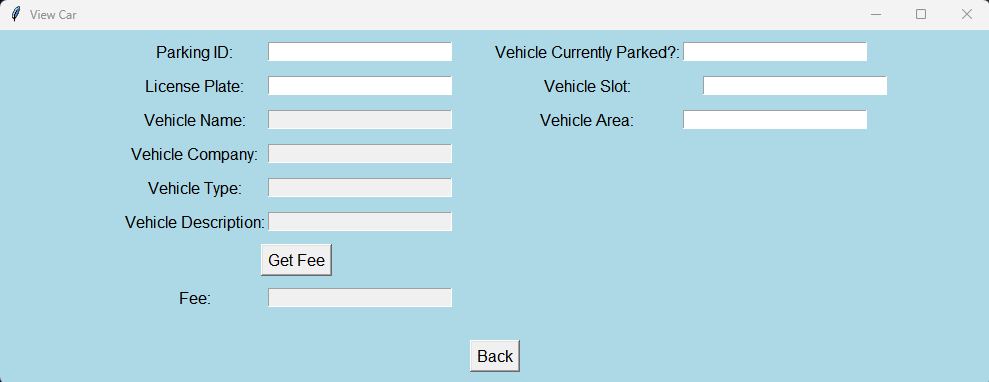 View Car
Parking ID:
Vehicle Currently Parked?:
License Plate:
Vehicle Slot:
Vehicle Name:
Vehicle Area:
Vehicle Company:
Vehicle Type:
Vehicle Description:
Get Fee
Fee:
Back